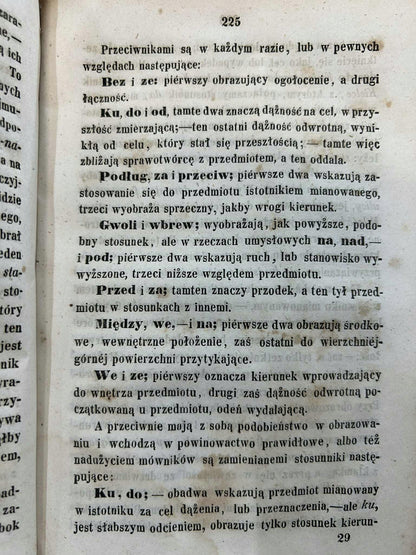 225
Przeciwnikami są w każdym razie, lub w pewnych
względach następujące:
Bez i ze; piérwszy obrazujący ogołocenie, a drugi
łączność.
Ku, do i od, tamte dwa znaczą dążność na cel, w przy-
szłość zmierzającą;—ten ostatni dążność odwrotną, wyni-
kłą od celu, który stał się przeszłością; — tamte więc
zbliżają sprawotwórcę z przedmiotem, a ten oddala.
Podług, za i przeciw; piérwsze dwa wskazują za-
stosowanie się do przedmiotu istotnikiem mianowanego,
trzeci wyobraża sprzeczny, jakby wrogi kierunek.
Gwoli i wbrew; wyobrażają, jak powyższe, podo-
bny stosunek, ale w rzeczach umysłowych na, nad,—
i pod; piérwsze dwa wskazują ruch, lub stanowisko wy-
wyższone, trzeci niższe względem przedmiotu.
Przed i za; tamten znaczy przodek, a ten tył przed-
miotu w stosunkach z innemi.
Między, we,—i na; piérwsze dwa obrazują środko-
we, wewnętrzne położenie, zaś ostatni do wierzchniej-
górnéj powierzchni przytykające.
We i ze; piérwszy oznacza kierunek wprowadzający
do wnętrza przedmiotu, drugi zaś dążność odwrotną po-
czątkowaną u przedmiotu, odeń wydalającą.
A przeciwnie mają z sobą podobieństwo w obrazowa-
niu i wchodzą w powinowactwo prawidłowe, albo też
nadużyciem mówników są zamienianemi stosunniki nastę-
pujące:
Ku, do; — obadwa wskazują przedmiot mianowany
w istotniku za cel dążenia, lub przeznaczenia,—ale ku,
jest słabszym odcieniem, obrazuje tylko stosunek kierun-
29